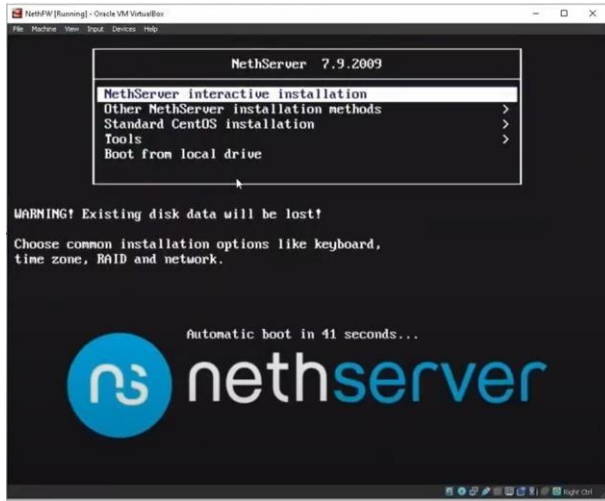 NethFW [Running] - Oracle VM VirtualBox
File Machine View Input Devices Help
NethServer 7.9.2009
NethServer interactive installation
Other NethServer installation methods >
Standard CentOS installation >
Tools >
Boot from local drive
WARNING! Existing disk data will be lost!
Choose common installation options like keyboard,
time zone, RAID and network.
Automatic boot in 41 seconds...
ns nethserver
Right Ctrl